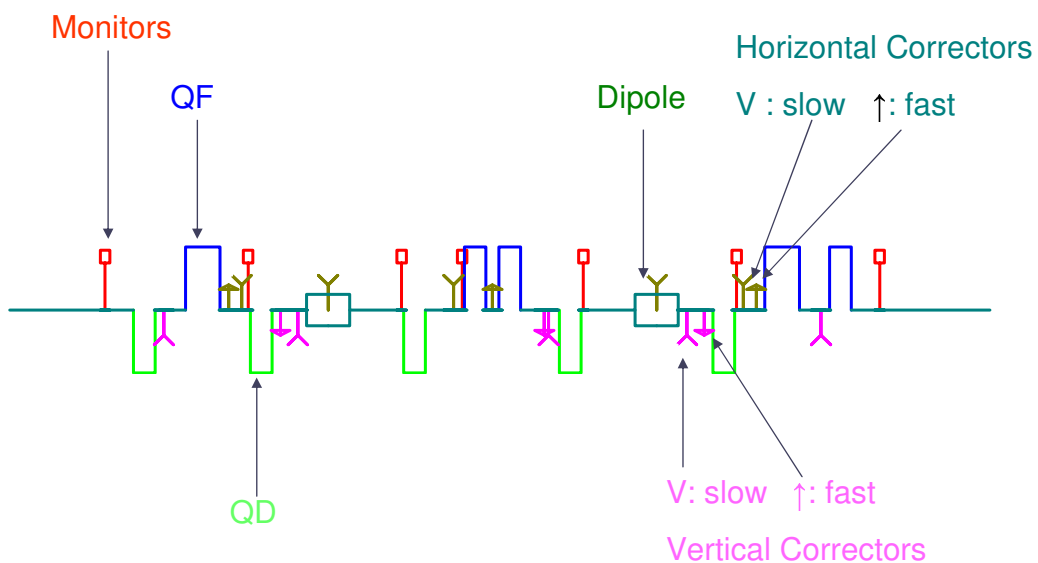 Monitors
Horizontal Correctors
QF
Dipole
V : slow ↑: fast
QD
V: slow ↑: fast
Vertical Correctors